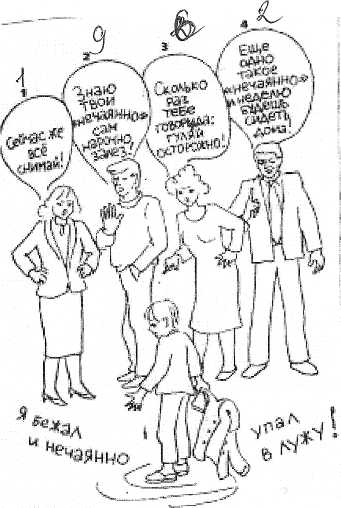 1
Сейчас же
всё
снимай!
9
2
Знаю
твои
«нечаянно»
сам
нарочно
залез!
3
Сколько
раз
тебе
говорила:
гуляй
осторожно!
2
4
Еще
одно
такое
«нечаянно»
и неделю
будешь
сидеть
дома!
Я бежал
и нечаянно
упал
в лужу!